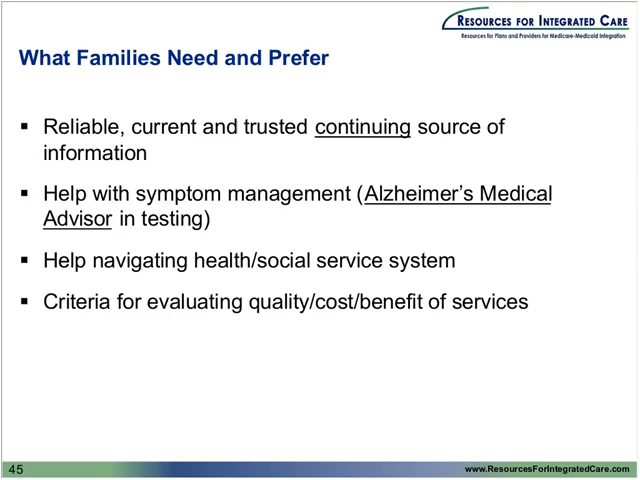 RESOURCES FOR INTEGRATED CARE
Resources for Plans and Providers for Medicare-Medicaid Integration
What Families Need and Prefer
▪ Reliable, current and trusted continuing source of
information
▪ Help with symptom management (Alzheimer's Medical
Advisor in testing)
▪ Help navigating health/social service system
▪ Criteria for evaluating quality/cost/benefit of services
45
www.ResourcesForIntegratedCare.com